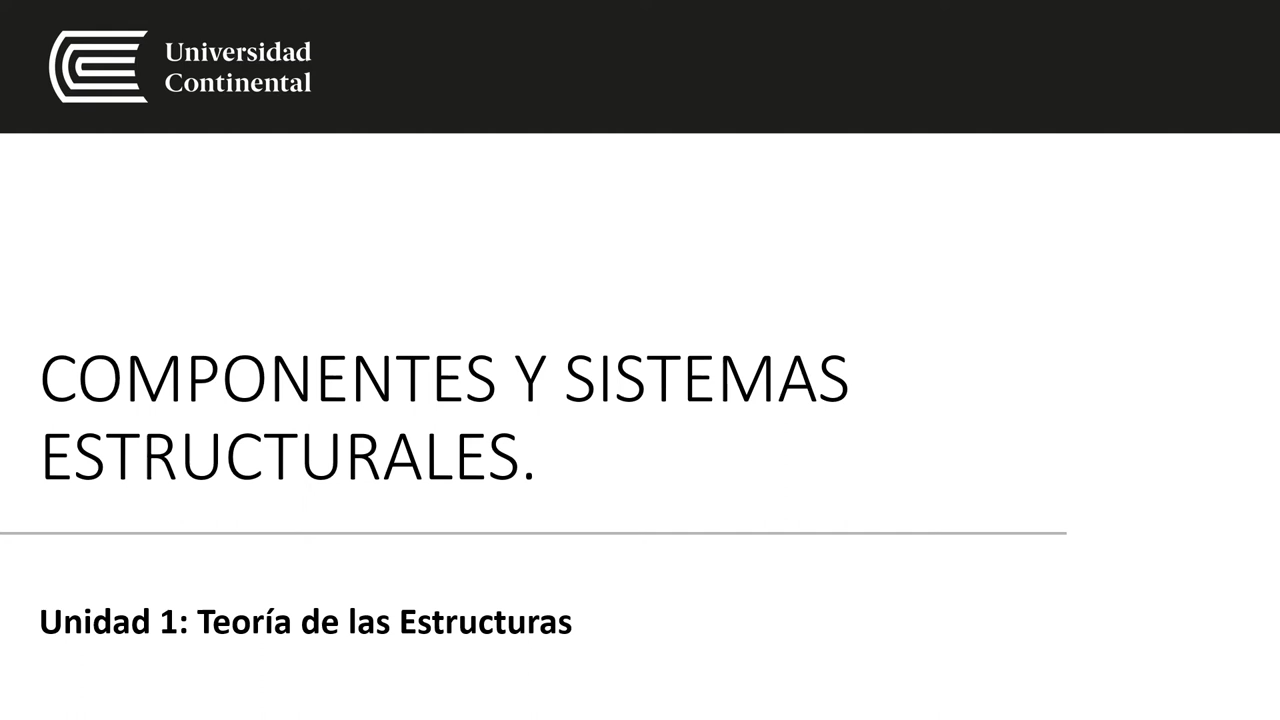 Universidad
Continental
COMPONENTES Y SISTEMAS
ESTRUCTURALES.
Unidad 1: Teoría de las Estructuras